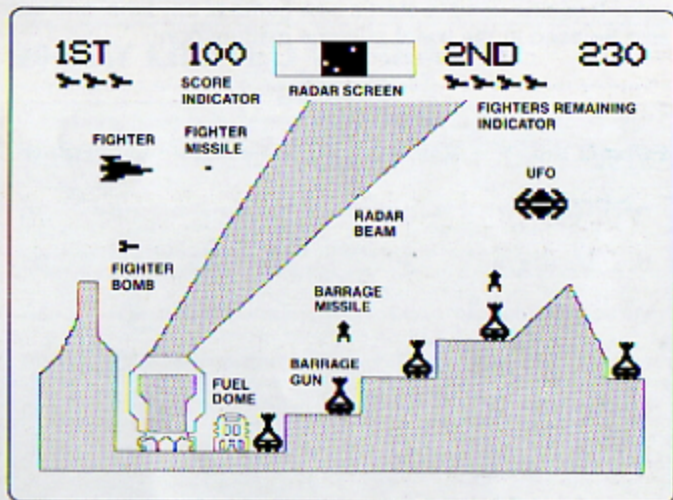 1ST 100 2ND 230
SCORE
INDICATOR
RADAR SCREEN
FIGHTERS REMAINING
INDICATOR
FIGHTER
FIGHTER
MISSILE
UFO
RADAR
BEAM
FIGHTER
BOMB
BARRAGE
MISSILE
BARRAGE
GUN
FUEL
DOME